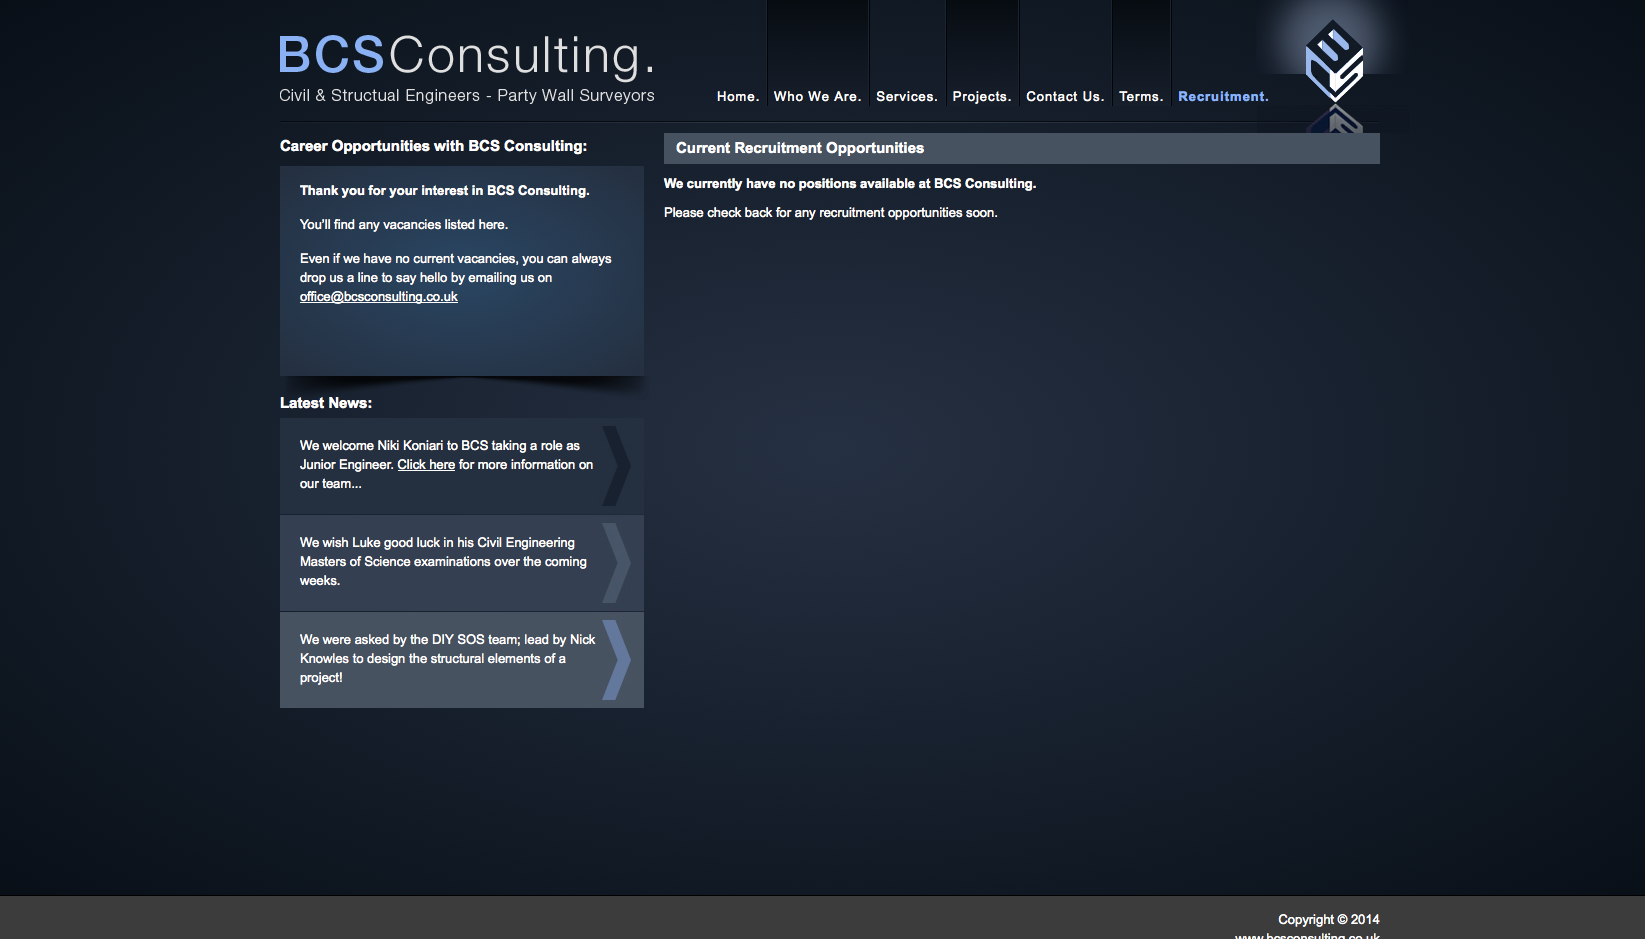 BCSConsulting.
Civil & Structual Engineers - Party Wall Surveyors
Home. Who We Are. Services. Projects. Contact Us. Terms. Recruitment.
Career Opportunities with BCS Consulting:
Thank you for your interest in BCS Consulting.
You'll find any vacancies listed here.
Even if we have no current vacancies, you can always
drop us a line to say hello by emailing us on
office@bcsconsulting.co.uk
Latest News:
We welcome Niki Koniari to BCS taking a role as
Junior Engineer. Click here for more information on
our team...
We wish Luke good luck in his Civil Engineering
Masters of Science examinations over the coming
weeks.
We were asked by the DIY SOS team; lead by Nick
Knowles to design the structural elements of a
project!
Current Recruitment Opportunities
We currently have no positions available at BCS Consulting.
Please check back for any recruitment opportunities soon.
Copyright © 2014
www.bcsconsulting.co.uk